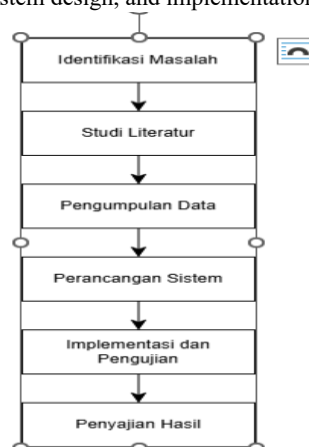 stem design, and implementation
Identifikasi Masalah
Studi Literatur
Pengumpulan Data
Perancangan Sistem
Implementasi dan
Pengujian
Penyajian Hasil